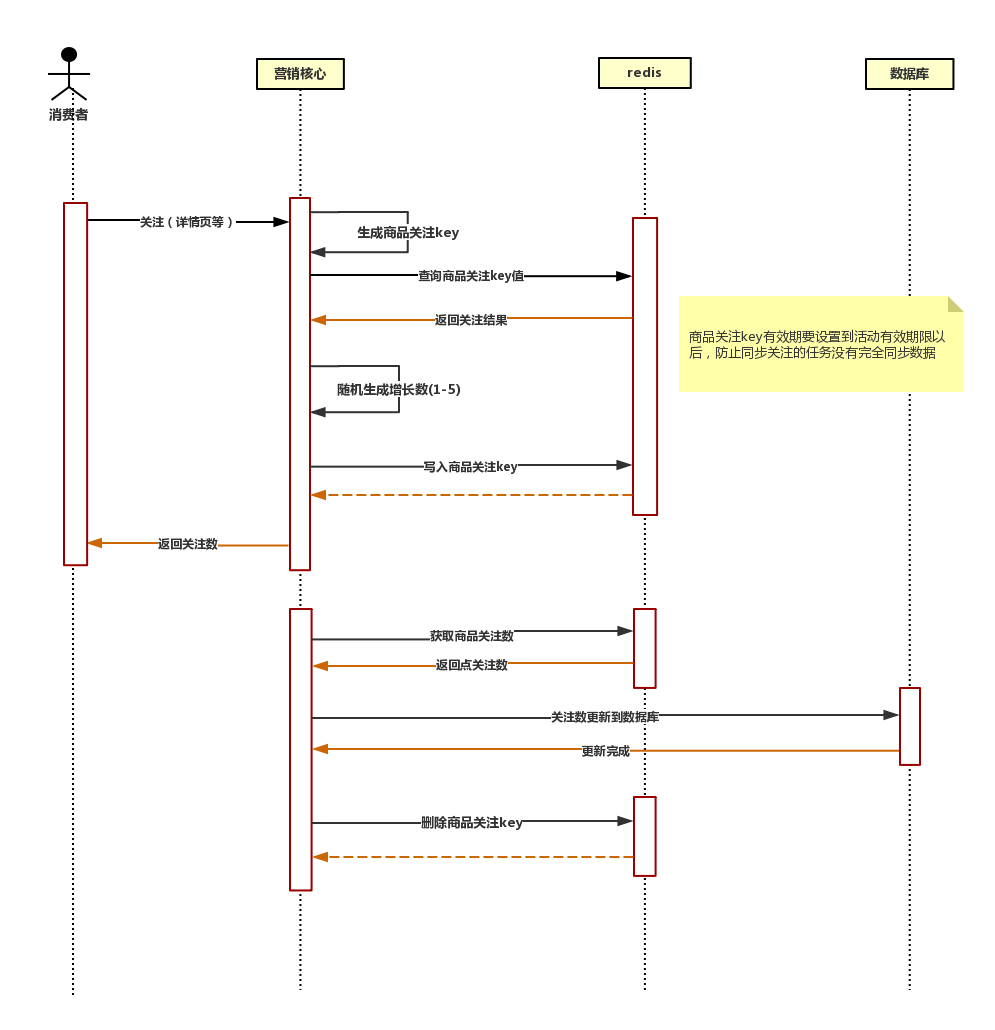 消费者
营销核心
redis
数据库
关注（详情页等）
生成商品关注key
查询商品关注key值
返回关注结果
商品关注key有效期要设置到活动有效期限以
后，防止同步关注的任务没有完全同步数据
随机生成增长数(1-5)
写入商品关注key
返回关注数
获取商品关注数
返回点关注数
关注数更新到数据库
更新完成
删除商品关注key